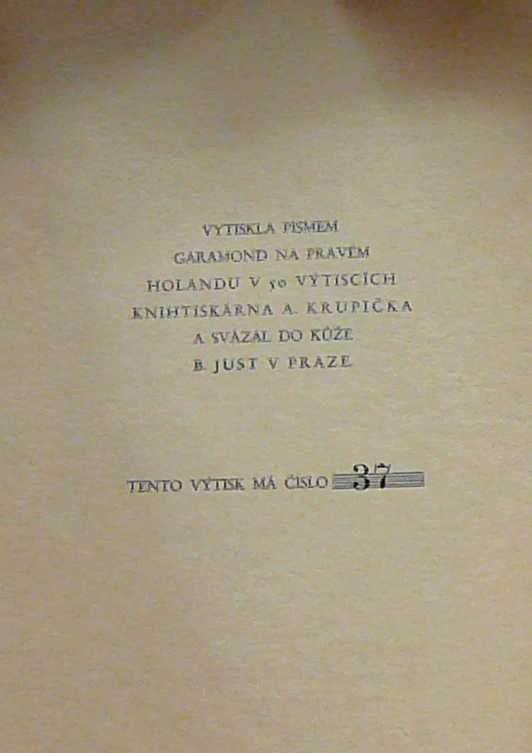 VYTISKLA PÍSMEM
GARAMOND NA PRAVÉM
HOLANDU V 50 VÝTISCÍCH
KNIHTISKÁRNA A. KRUPIČKA
A SVÁZAL DO KŮŽE
B. JUST V PRAZE
TENTO VÝTISK MÁ ČÍSLO 37